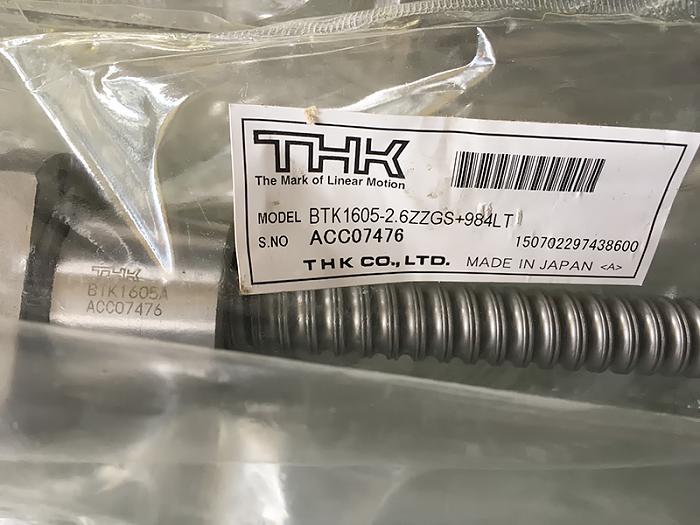 THK
The Mark of Linear Motion
MODEL BTK1605-2.6ZZGS+984LT
S.NO ACC07476
150702297438600
THK CO., LTD. MADE IN JAPAN <A>
THK
BTK1605A
ACC07476